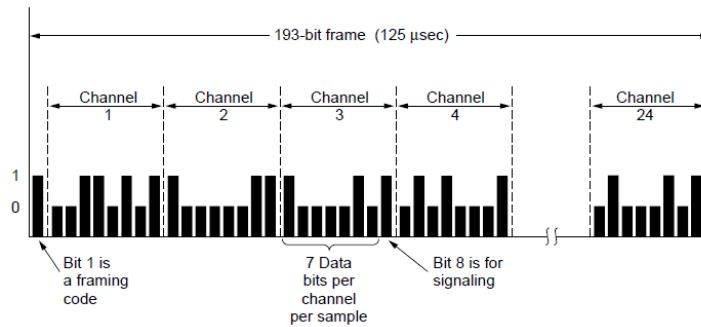 193-bit frame (125 μsec)
Channel
1
Channel
2
Channel
3
Channel
4
Channel
24
1
0
Bit 1 is
a framing
code
7 Data
bits per
channel
per sample
Bit 8 is for
signaling